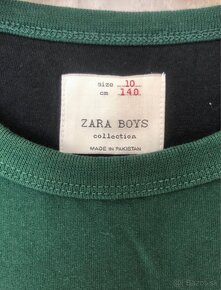 size 10
cm 140
ZARA BOYS
collection
MADE IN PAKISTAN